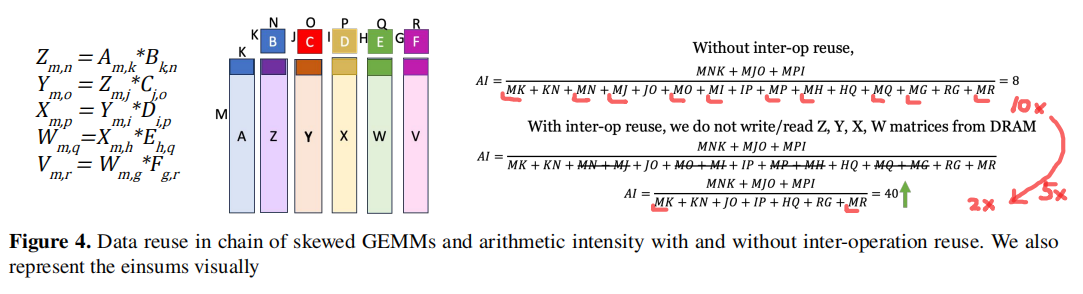 Z_{m,n} = A_{m,k}*B_{k,n}
Y_{m,o} = Z_{m,j}*C_{j,o}
X_{m,p} = Y_{m,i}*D_{i,p}
W_{m,q}=X_{m,h}*E_{h,q}
V_{m,r} = W_{m,g}*F_{g,r}
N O P Q R
K B J C I D H E G F
K
M A Z Y X W V
Without inter-op reuse,
MNK + MJO + MPI
AI = = 8
MK + KN + MN + MJ + JO + MO + MI + IP + MP + MH + HQ + MQ + MG + RG + MR
10x
With inter-op reuse, we do not write/read Z, Y, X, W matrices from DRAM
MNK + MJO + MPI
AI =
MK + KN + MN + MJ + JO + MO + MI + IP + MP + MH + HQ + MQ + MG + RG + MR
MNK + MJO + MPI
AI = = 40
MK + KN + JO + IP + HQ + RG + MR
2x 5x
Figure 4. Data reuse in chain of skewed GEMMs and arithmetic intensity with and without inter-operation reuse. We also
represent the einsums visually